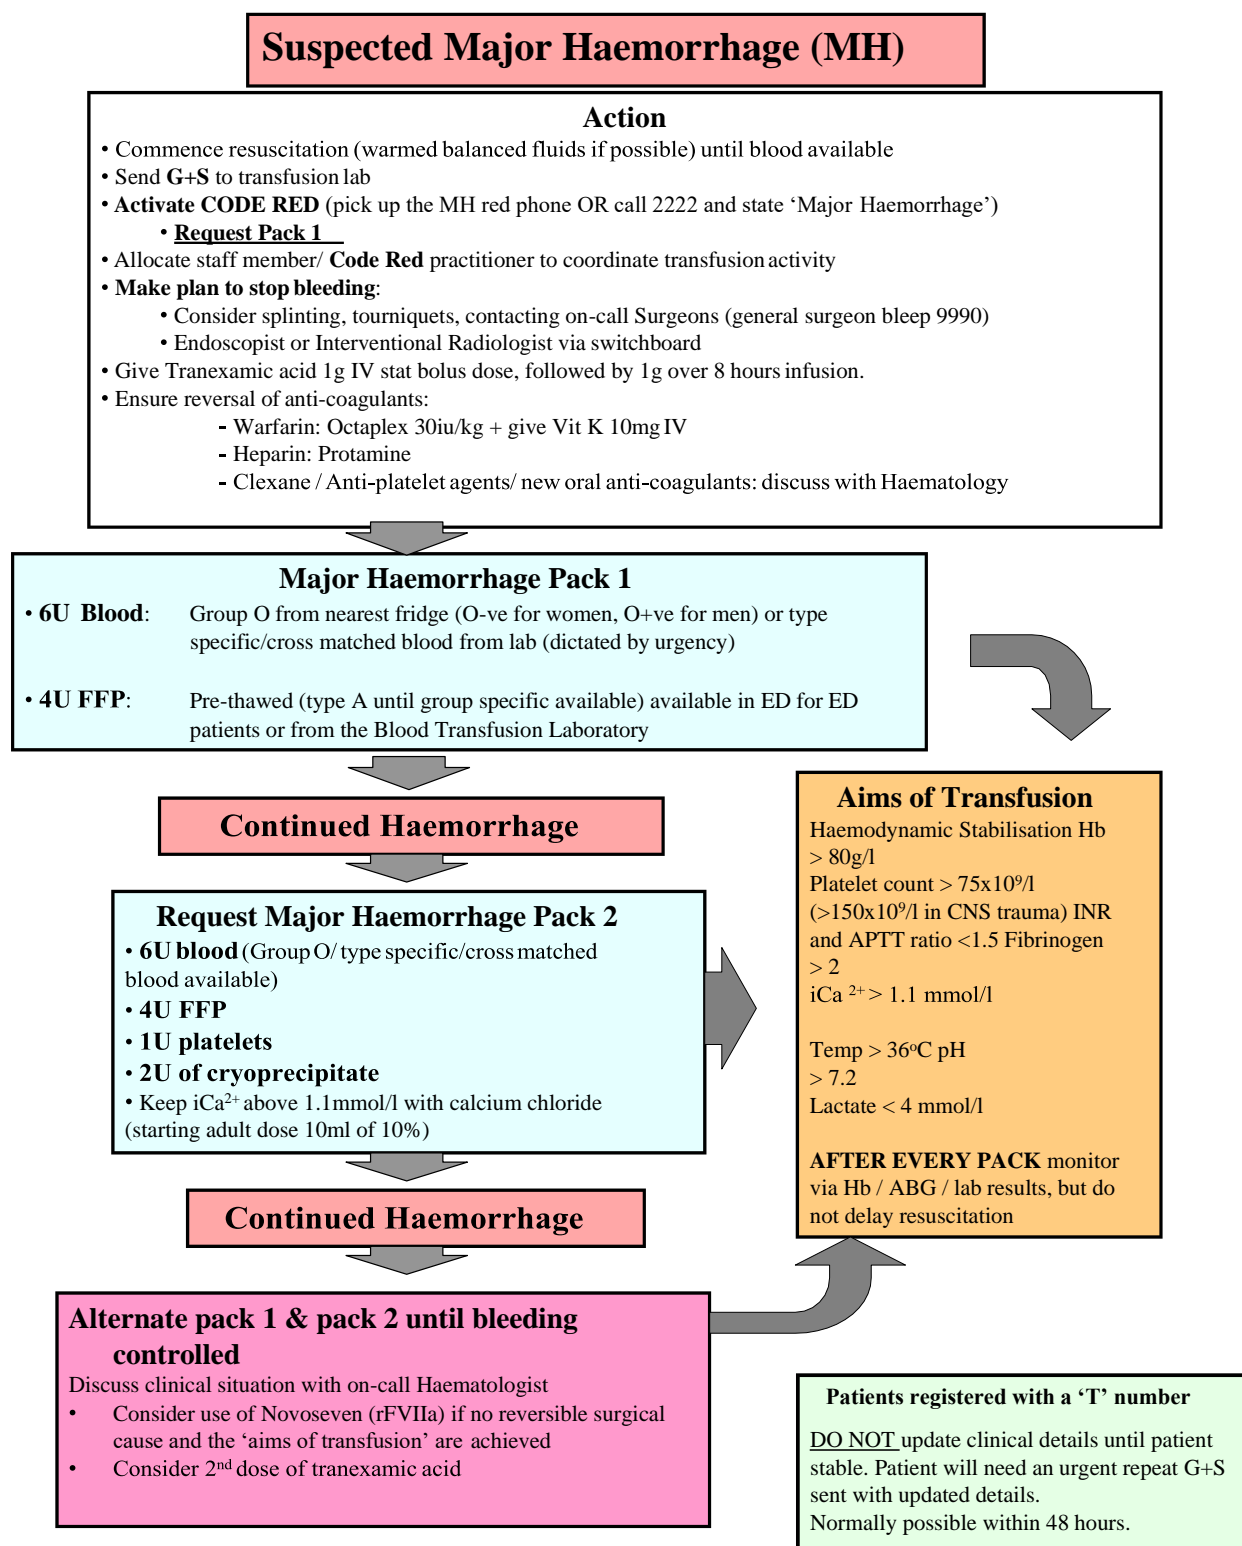 Suspected Major Haemorrhage (MH)
Action
• Commence resuscitation (warmed balanced fluids if possible) until blood available
• Send G+S to transfusion lab
• Activate CODE RED (pick up the MH red phone OR call 2222 and state ‘Major Haemorrhage’)
• Request Pack 1
• Allocate staff member/ Code Red practitioner to coordinate transfusion activity
• Make plan to stop bleeding:
• Consider splinting, tourniquets, contacting on-call Surgeons (general surgeon bleep 9990)
• Endoscopist or Interventional Radiologist via switchboard
• Give Tranexamic acid 1g IV stat bolus dose, followed by 1g over 8 hours infusion.
• Ensure reversal of anti-coagulants:
- Warfarin: Octaplex 30iu/kg + give Vit K 10mg IV
- Heparin: Protamine
- Clexane / Anti-platelet agents/ new oral anti-coagulants: discuss with Haematology
Major Haemorrhage Pack 1
• 6U Blood: Group O from nearest fridge (O-ve for women, O+ve for men) or type
specific/cross matched blood from lab (dictated by urgency)
• 4U FFP: Pre-thawed (type A until group specific available) available in ED for ED
patients or from the Blood Transfusion Laboratory
Continued Haemorrhage
Request Major Haemorrhage Pack 2
• 6U blood (Group O/ type specific/cross matched
blood available)
• 4U FFP
• 1U platelets
• 2U of cryoprecipitate
• Keep iCa²⁺ above 1.1mmol/l with calcium chloride
(starting adult dose 10ml of 10%)
Aims of Transfusion
Haemodynamic Stabilisation Hb
> 80g/l
Platelet count > 75x10⁹/l
(>150x10⁹/l in CNS trauma) INR
and APTT ratio <1.5 Fibrinogen
> 2
iCa ²⁺ > 1.1 mmol/l
Temp > 36ºC pH
> 7.2
Lactate < 4 mmol/l
AFTER EVERY PACK monitor
via Hb / ABG / lab results, but do
not delay resuscitation
Continued Haemorrhage
Alternate pack 1 & pack 2 until bleeding
controlled
Discuss clinical situation with on-call Haematologist
• Consider use of Novoseven (rFVIIa) if no reversible surgical
cause and the ‘aims of transfusion’ are achieved
• Consider 2ⁿᵈ dose of tranexamic acid
Patients registered with a ‘T’ number
DO NOT update clinical details until patient
stable. Patient will need an urgent repeat G+S
sent with updated details.
Normally possible within 48 hours.